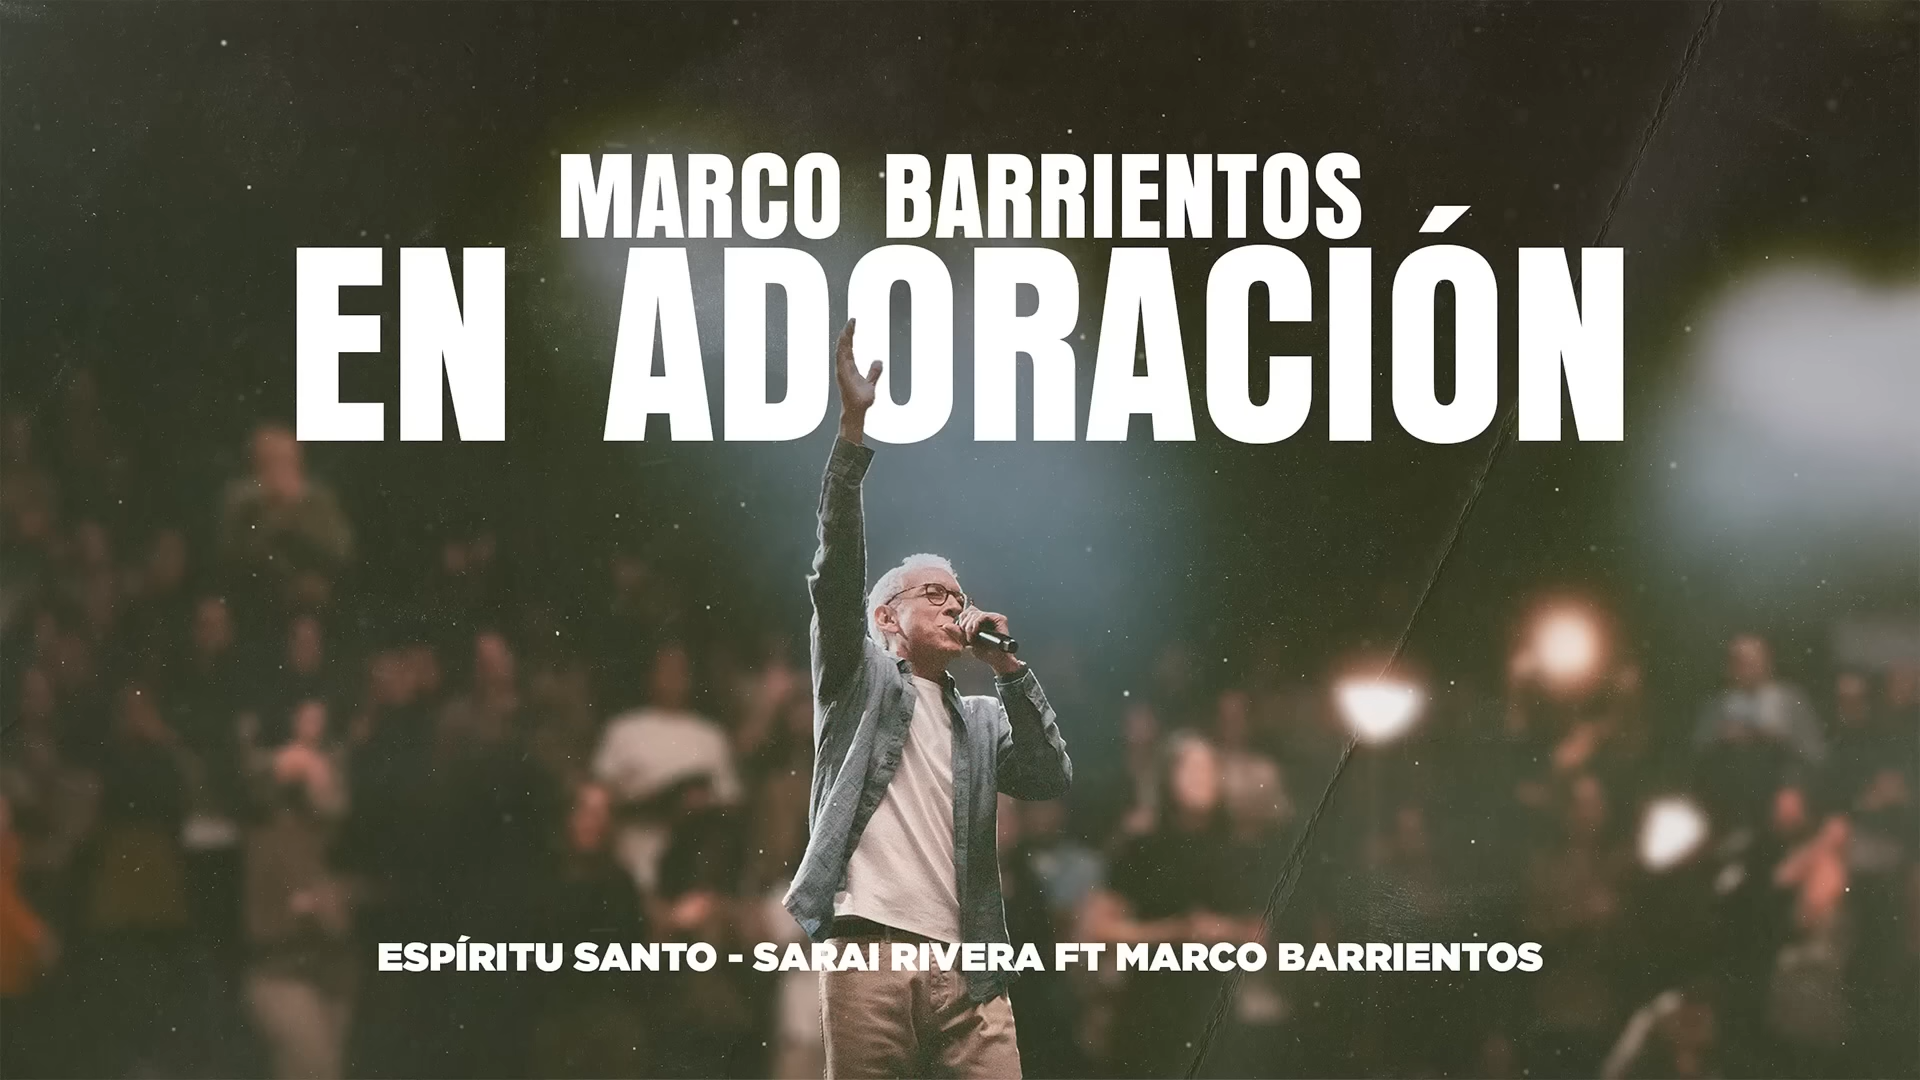 MARCO BARRIENTOS
EN ADORACIÓN
ESPÍRITU SANTO - SARAI RIVERA FT MARCO BARRIENTOS